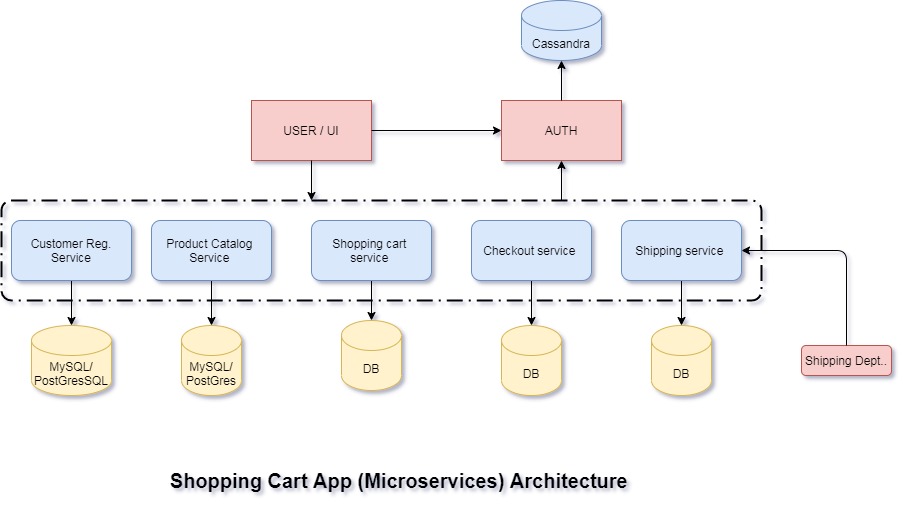 Cassandra
USER / UI
AUTH
Customer Reg.
Service
Product Catalog
Service
Shopping cart
service
Checkout service
Shipping service
MySQL/
PostGresSQL
MySQL/
PostGres
DB
DB
DB
Shipping Dept..
Shopping Cart App (Microservices) Architecture